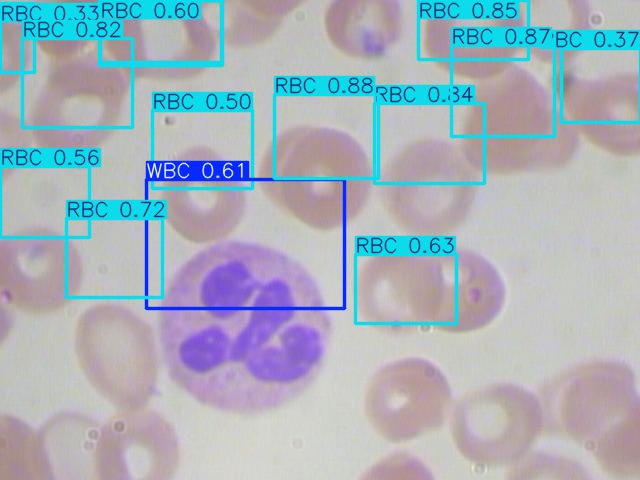 RBC 0.33
RBC 0.60
RBC 0.85
RBC 0.82
RBC 0.87
RBC 0.37
RBC 0.88
RBC 0.84
RBC 0.50
RBC 0.56
WBC 0.61
RBC 0.72
RBC 0.63